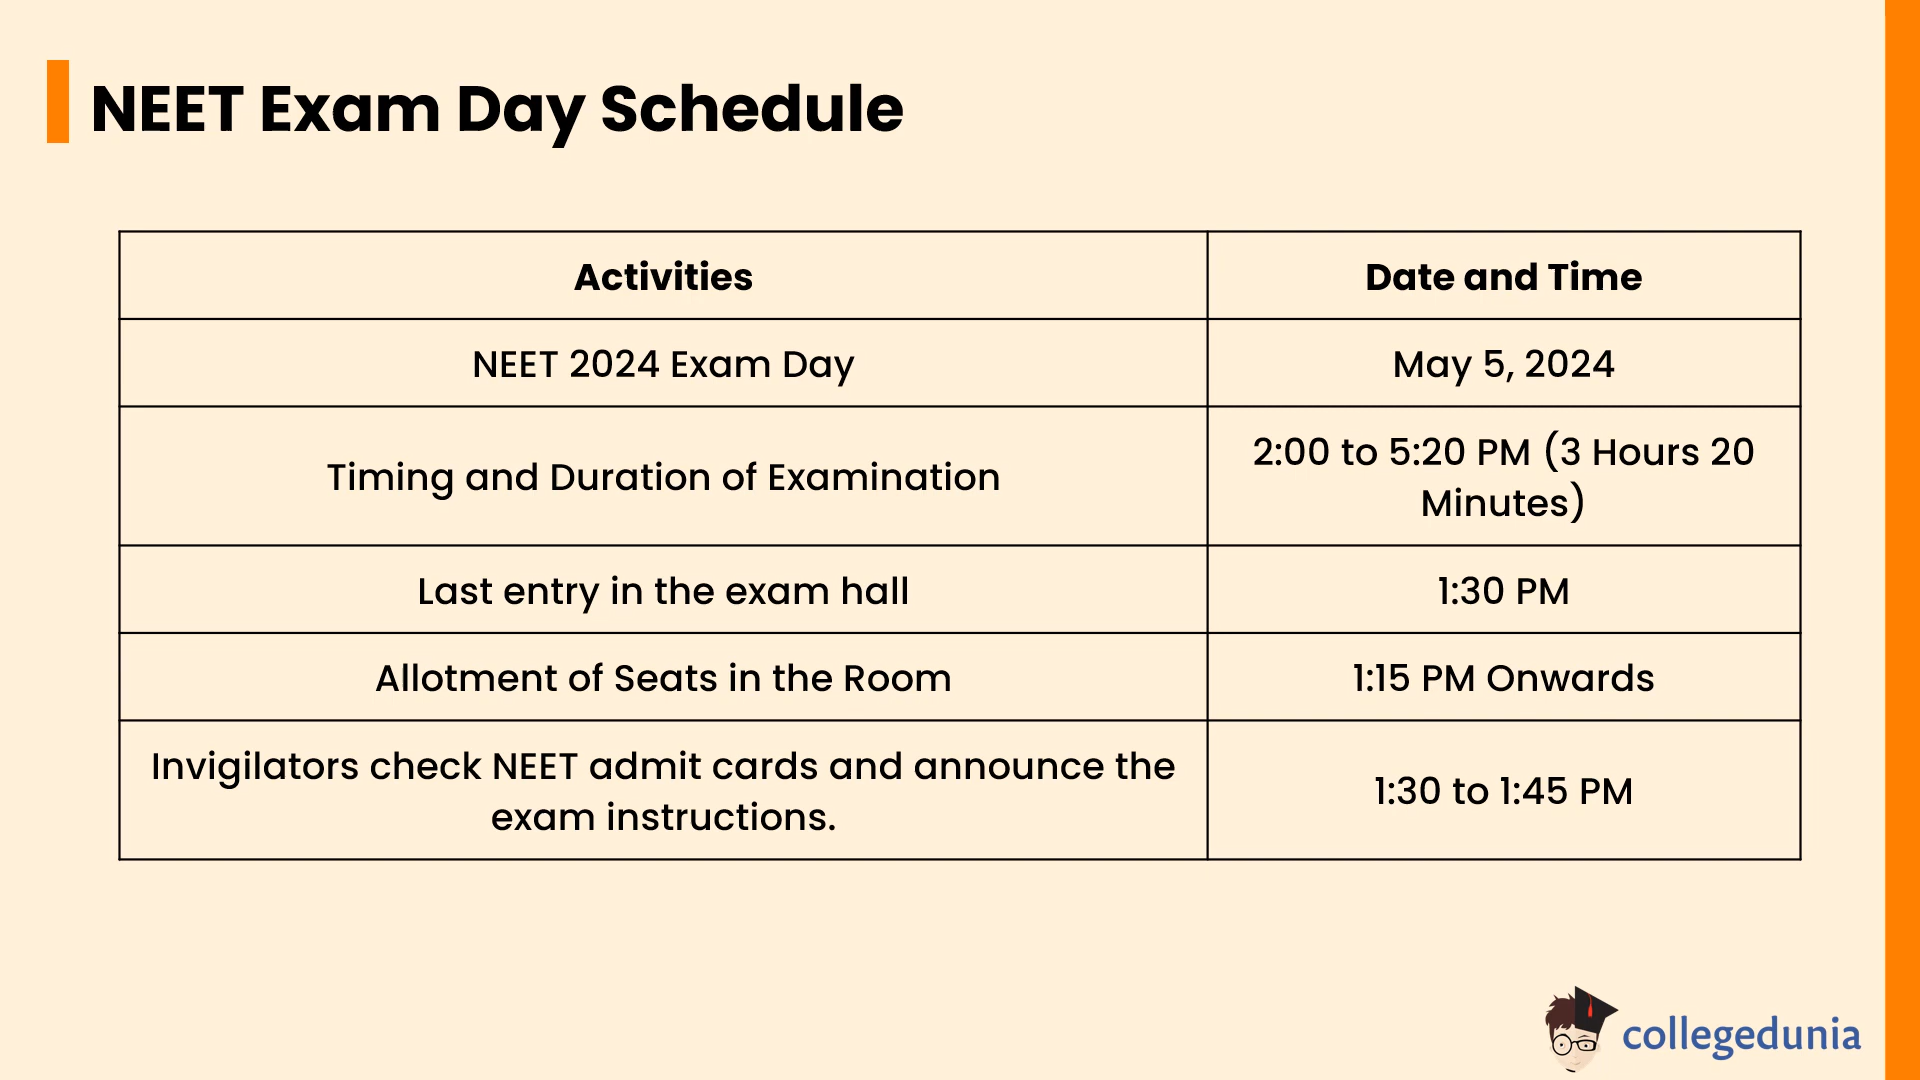 NEET Exam Day Schedule
Activities
Date and Time
NEET 2024 Exam Day
May 5, 2024
Timing and Duration of Examination
2:00 to 5:20 PM (3 Hours 20
Minutes)
Last entry in the exam hall
1:30 PM
Allotment of Seats in the Room
1:15 PM Onwards
Invigilators check NEET admit cards and announce the
exam instructions.
1:30 to 1:45 PM
collegedunia